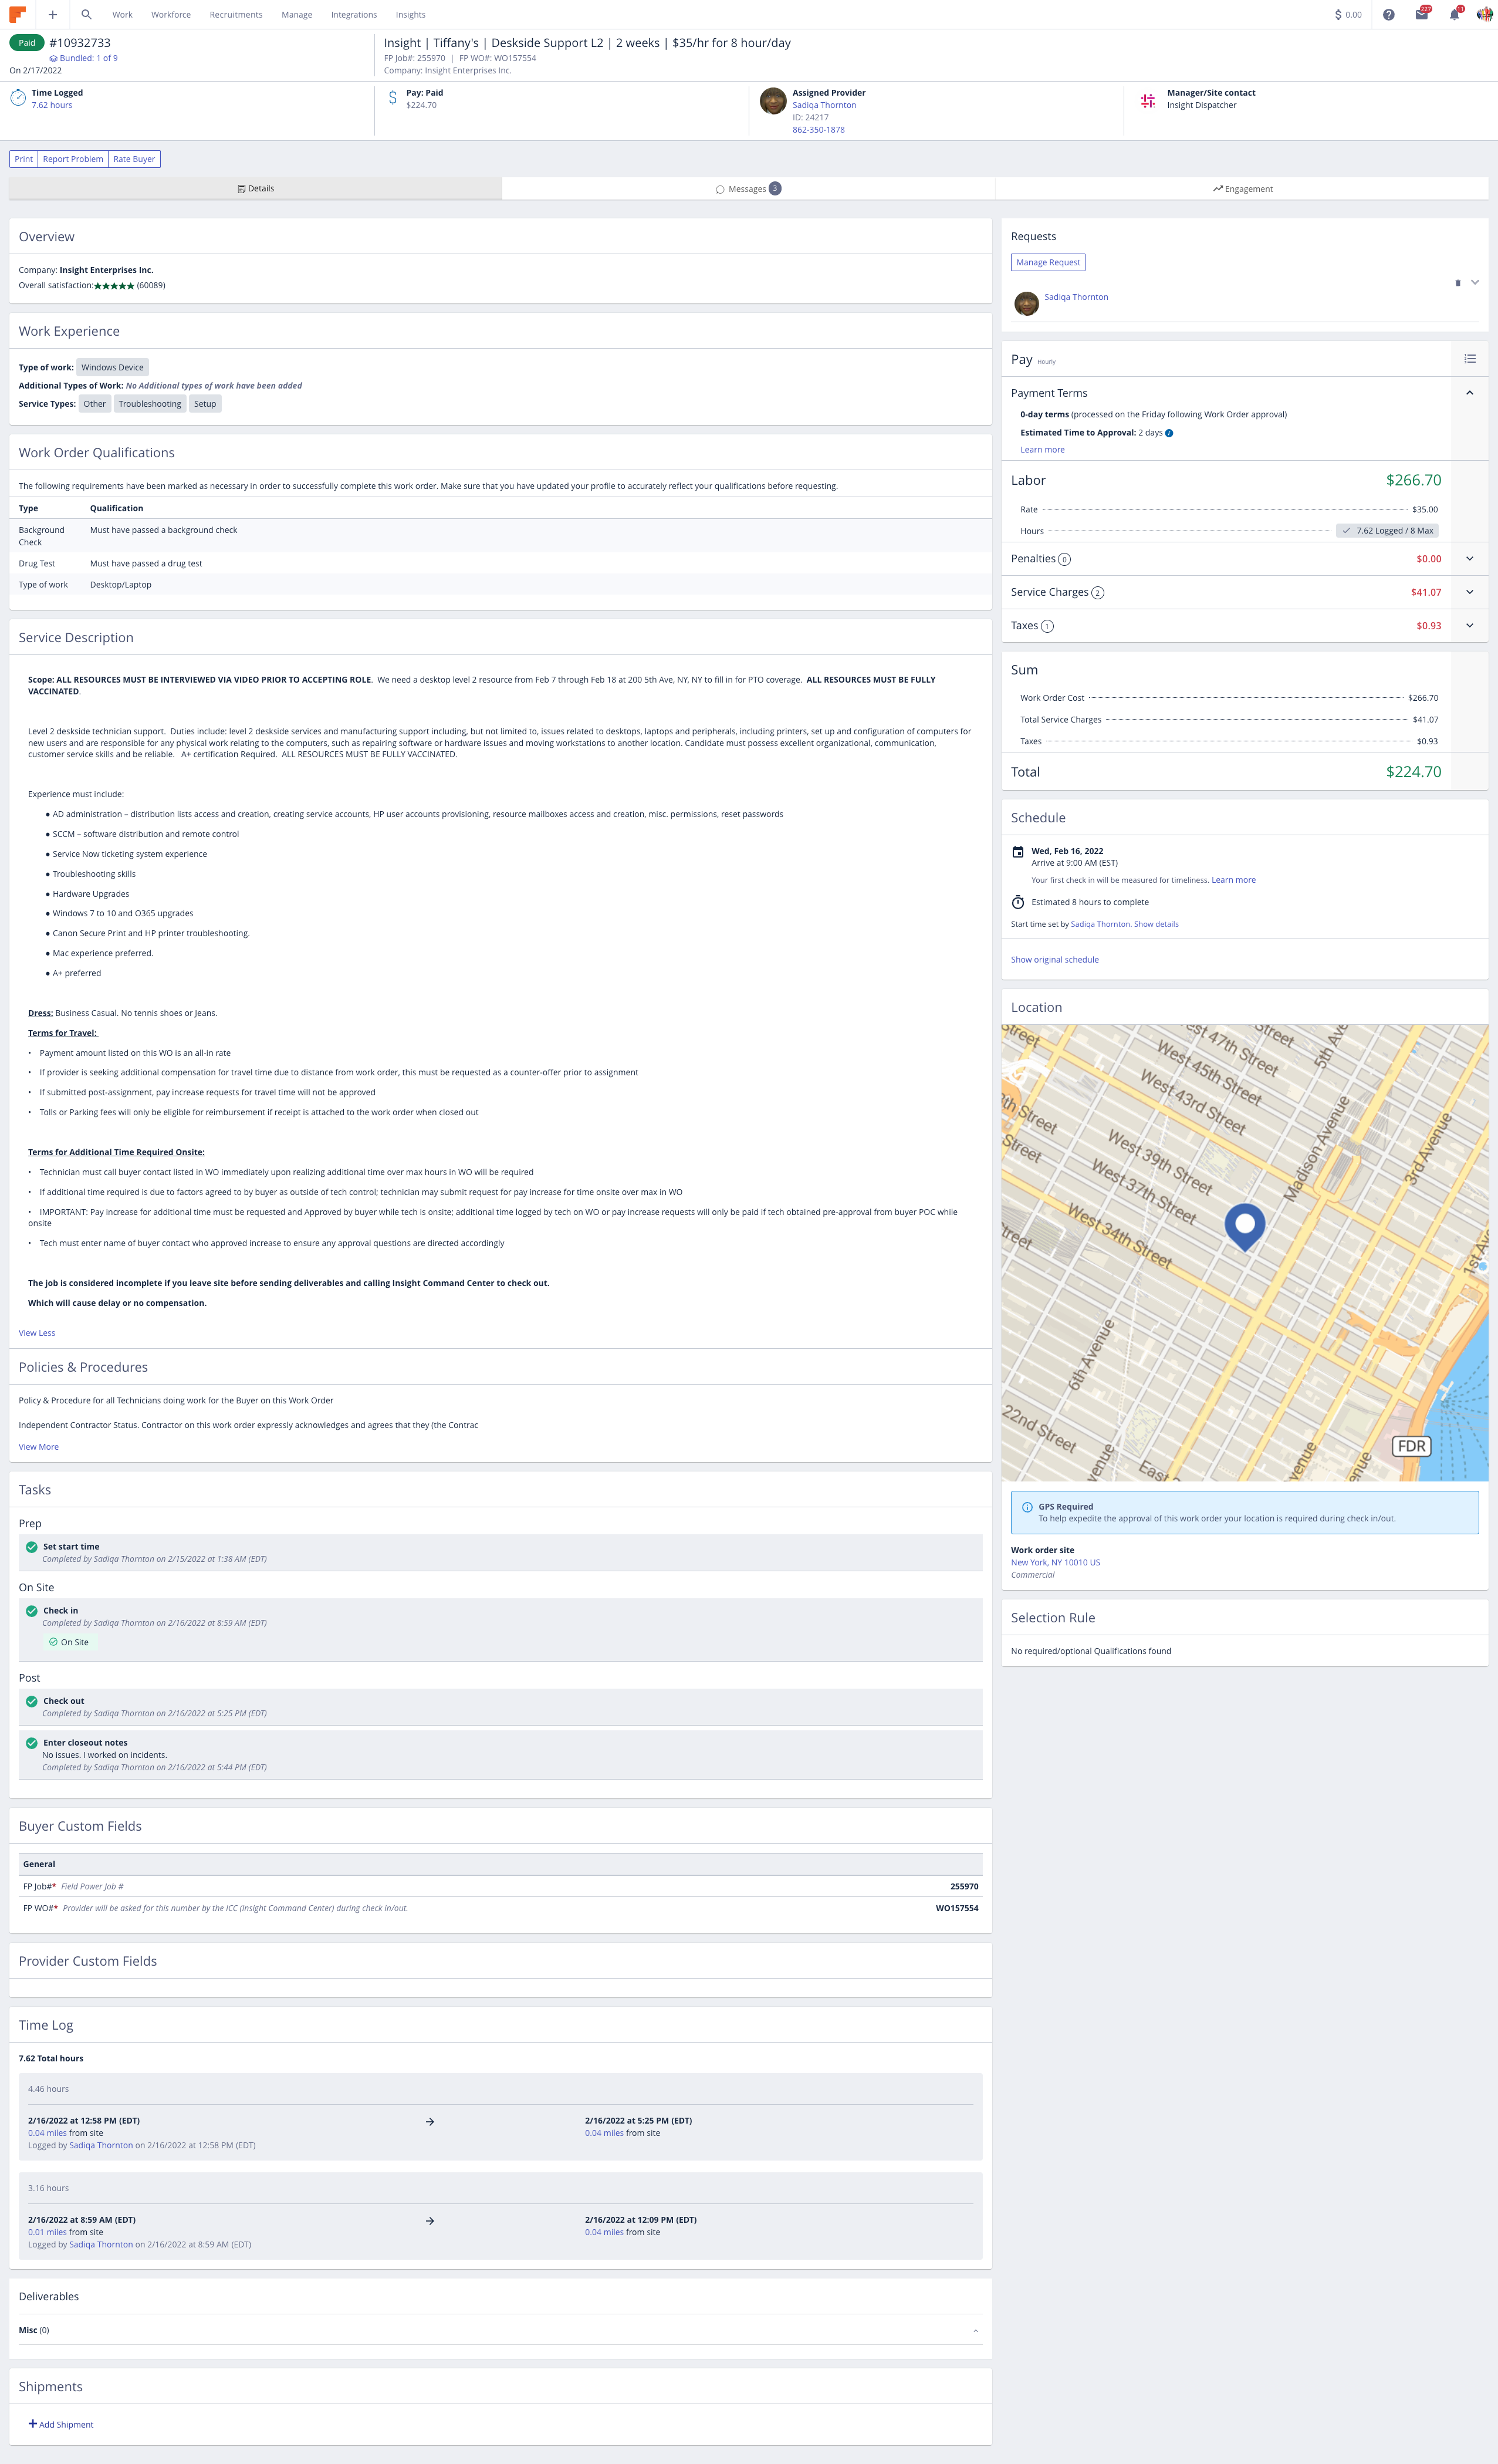 Work Workforce Recruitments Manage Integrations Insights
$ 0.00 227 11
Paid #10932733
Bundled: 1 of 9
On 2/17/2022
Insight | Tiffany's | Deskside Support L2 | 2 weeks | $35/hr for 8 hour/day
FP Job#: 255970 | FP WO#: WO157554
Company: Insight Enterprises Inc.
Time Logged
7.62 hours
Pay: Paid
$224.70
Assigned Provider
Sadiqa Thornton
ID: 24217
862-350-1878
Manager/Site contact
Insight Dispatcher
Print Report Problem Rate Buyer
Details Messages 3 Engagement
Overview
Company: Insight Enterprises Inc.
Overall satisfaction:★★★★★ (60089)
Work Experience
Type of work: Windows Device
Additional Types of Work: No Additional types of work have been added
Service Types: Other Troubleshooting Setup
Work Order Qualifications
The following requirements have been marked as necessary in order to successfully complete this work order. Make sure that you have updated your profile to accurately reflect your qualifications before requesting.
Type Qualification
Background Must have passed a background check
Check
Drug Test Must have passed a drug test
Type of work Desktop/Laptop
Service Description
Scope: ALL RESOURCES MUST BE INTERVIEWED VIA VIDEO PRIOR TO ACCEPTING ROLE. We need a desktop level 2 resource from Feb 7 through Feb 18 at 200 5th Ave, NY, NY to fill in for PTO coverage. ALL RESOURCES MUST BE FULLY
VACCINATED.
Level 2 deskside technician support. Duties include: level 2 deskside services and manufacturing support including, but not limited to, issues related to desktops, laptops and peripherals, including printers, set up and configuration of computers for
new users and are responsible for any physical work relating to the computers, such as repairing software or hardware issues and moving workstations to another location. Candidate must possess excellent organizational, communication,
customer service skills and be reliable. A+ certification Required. ALL RESOURCES MUST BE FULLY VACCINATED.
Experience must include:
● AD administration – distribution lists access and creation, creating service accounts, HP user accounts provisioning, resource mailboxes access and creation, misc. permissions, reset passwords
● SCCM – software distribution and remote control
● Service Now ticketing system experience
● Troubleshooting skills
● Hardware Upgrades
● Windows 7 to 10 and O365 upgrades
● Canon Secure Print and HP printer troubleshooting.
● Mac experience preferred.
● A+ preferred
Dress: Business Casual. No tennis shoes or Jeans.
Terms for Travel:
• Payment amount listed on this WO is an all-in rate
• If provider is seeking additional compensation for travel time due to distance from work order, this must be requested as a counter-offer prior to assignment
• If submitted post-assignment, pay increase requests for travel time will not be approved
• Tolls or Parking fees will only be eligible for reimbursement if receipt is attached to the work order when closed out
Terms for Additional Time Required Onsite:
• Technician must call buyer contact listed in WO immediately upon realizing additional time over max hours in WO will be required
• If additional time required is due to factors agreed to by buyer as outside of tech control; technician may submit request for pay increase for time onsite over max in WO
• IMPORTANT: Pay increase for additional time must be requested and Approved by buyer while tech is onsite; additional time logged by tech on WO or pay increase requests will only be paid if tech obtained pre-approval from buyer POC while
onsite
• Tech must enter name of buyer contact who approved increase to ensure any approval questions are directed accordingly
The job is considered incomplete if you leave site before sending deliverables and calling Insight Command Center to check out.
Which will cause delay or no compensation.
View Less
Policies & Procedures
Policy & Procedure for all Technicians doing work for the Buyer on this Work Order
Independent Contractor Status. Contractor on this work order expressly acknowledges and agrees that they (the Contrac
View More
Tasks
Prep
Set start time
Completed by Sadiqa Thornton on 2/15/2022 at 1:38 AM (EDT)
On Site
Check in
Completed by Sadiqa Thornton on 2/16/2022 at 8:59 AM (EDT)
On Site
Post
Check out
Completed by Sadiqa Thornton on 2/16/2022 at 5:25 PM (EDT)
Enter closeout notes
No issues. I worked on incidents.
Completed by Sadiqa Thornton on 2/16/2022 at 5:44 PM (EDT)
Buyer Custom Fields
General
FP Job#* Field Power Job # 255970
FP WO#* Provider will be asked for this number by the ICC (Insight Command Center) during check in/out. WO157554
Provider Custom Fields
Time Log
7.62 Total hours
4.46 hours
2/16/2022 at 12:58 PM (EDT) 2/16/2022 at 5:25 PM (EDT)
0.04 miles from site 0.04 miles from site
Logged by Sadiqa Thornton on 2/16/2022 at 12:58 PM (EDT)
3.16 hours
2/16/2022 at 8:59 AM (EDT) 2/16/2022 at 12:09 PM (EDT)
0.01 miles from site 0.04 miles from site
Logged by Sadiqa Thornton on 2/16/2022 at 8:59 AM (EDT)
Deliverables
Misc (0)
Shipments
Add Shipment
Requests
Manage Request
Sadiqa Thornton
Pay Hourly
Payment Terms
0-day terms (processed on the Friday following Work Order approval)
Estimated Time to Approval: 2 days
Learn more
Labor $266.70
Rate $35.00
Hours 7.62 Logged / 8 Max
Penalties 0 $0.00
Service Charges 2 $41.07
Taxes 1 $0.93
Sum
Work Order Cost $266.70
Total Service Charges $41.07
Taxes $0.93
Total $224.70
Schedule
Wed, Feb 16, 2022
Arrive at 9:00 AM (EST)
Your first check in will be measured for timeliness. Learn more
Estimated 8 hours to complete
Start time set by Sadiqa Thornton. Show details
Show original schedule
Location
West 47th Street
5th Ave
West 45th Street
West 43rd Street
Madison Avenue
3rd Avenue
West 39th Street
West 37th Street
West 34th Street
1st Av
6th Avenue
22nd Street
FDR
GPS Required
To help expedite the approval of this work order your location is required during check in/out.
Work order site
New York, NY 10010 US
Commercial
Selection Rule
No required/optional Qualifications found